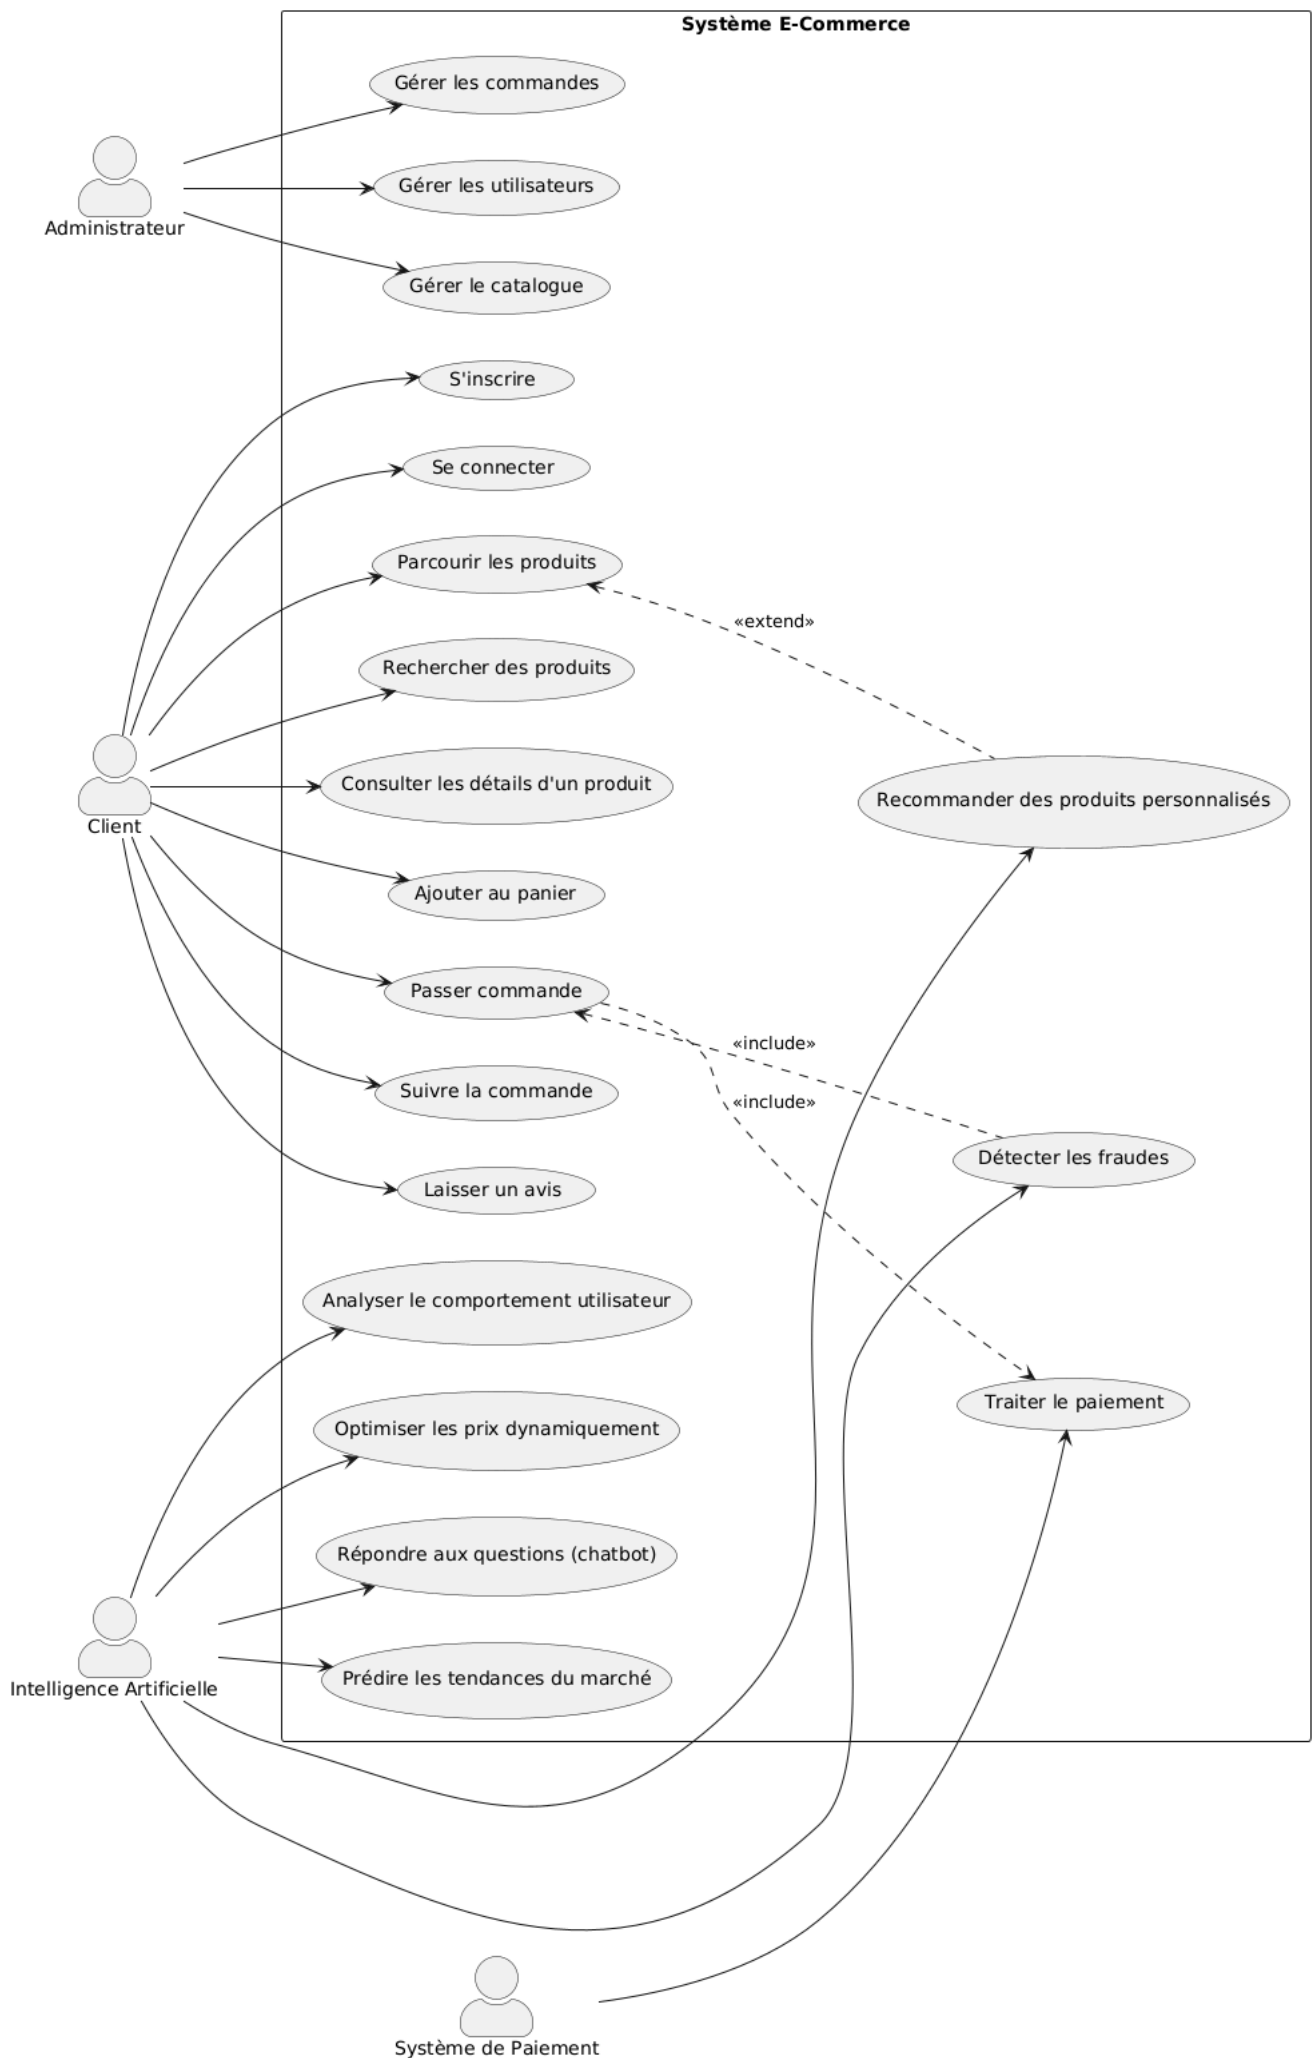 Système E-Commerce
Gérer les commandes
Gérer les utilisateurs
Administrateur
Gérer le catalogue
S'inscrire
Se connecter
Parcourir les produits
«extend»
Rechercher des produits
Consulter les détails d'un produit
Recommander des produits personnalisés
Client
Ajouter au panier
Passer commande
«include»
Suivre la commande
«include»
Détecter les fraudes
Laisser un avis
Analyser le comportement utilisateur
Traiter le paiement
Optimiser les prix dynamiquement
Répondre aux questions (chatbot)
Prédire les tendances du marché
Intelligence Artificielle
Système de Paiement